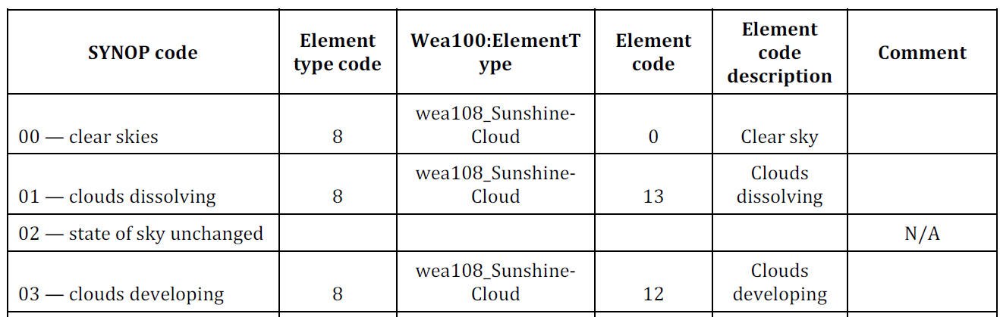 SYNOP code
Element
type code
Wea100:ElementT
ype
Element
code
Element
code
description
Comment
00 — clear skies
8
wea108_Sunshine-
Cloud
0
Clear sky
01 — clouds dissolving
8
wea108_Sunshine-
Cloud
13
Clouds
dissolving
02 — state of sky unchanged
N/A
03 — clouds developing
8
wea108_Sunshine-
Cloud
12
Clouds
developing